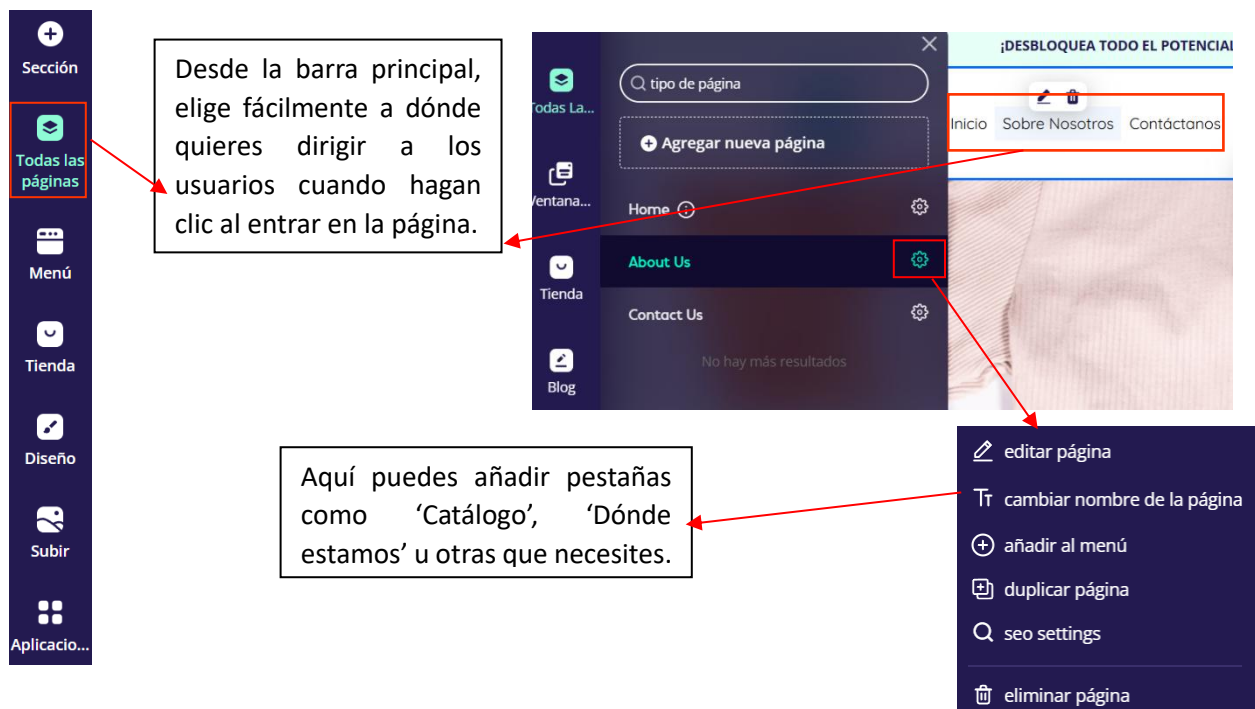 Sección
Todas las
páginas
Menú
Tienda
Diseño
Subir
Aplicacio...
Desde la barra principal,
elige fácilmente a dónde
quieres dirigir a los
usuarios cuando hagan
clic al entrar en la página.
Todas La...
Ventana...
Tienda
Blog
tipo de página
Agregar nueva página
Home
About Us
Contact Us
No hay más resultados
¡DESBLOQUEA TODO EL POTENCIAL
Inicio Sobre Nosotros Contáctanos
Aquí puedes añadir pestañas
como ‘Catálogo’, ‘Dónde
estamos’ u otras que necesites.
editar página
Tт cambiar nombre de la página
añadir al menú
duplicar página
seo settings
eliminar página